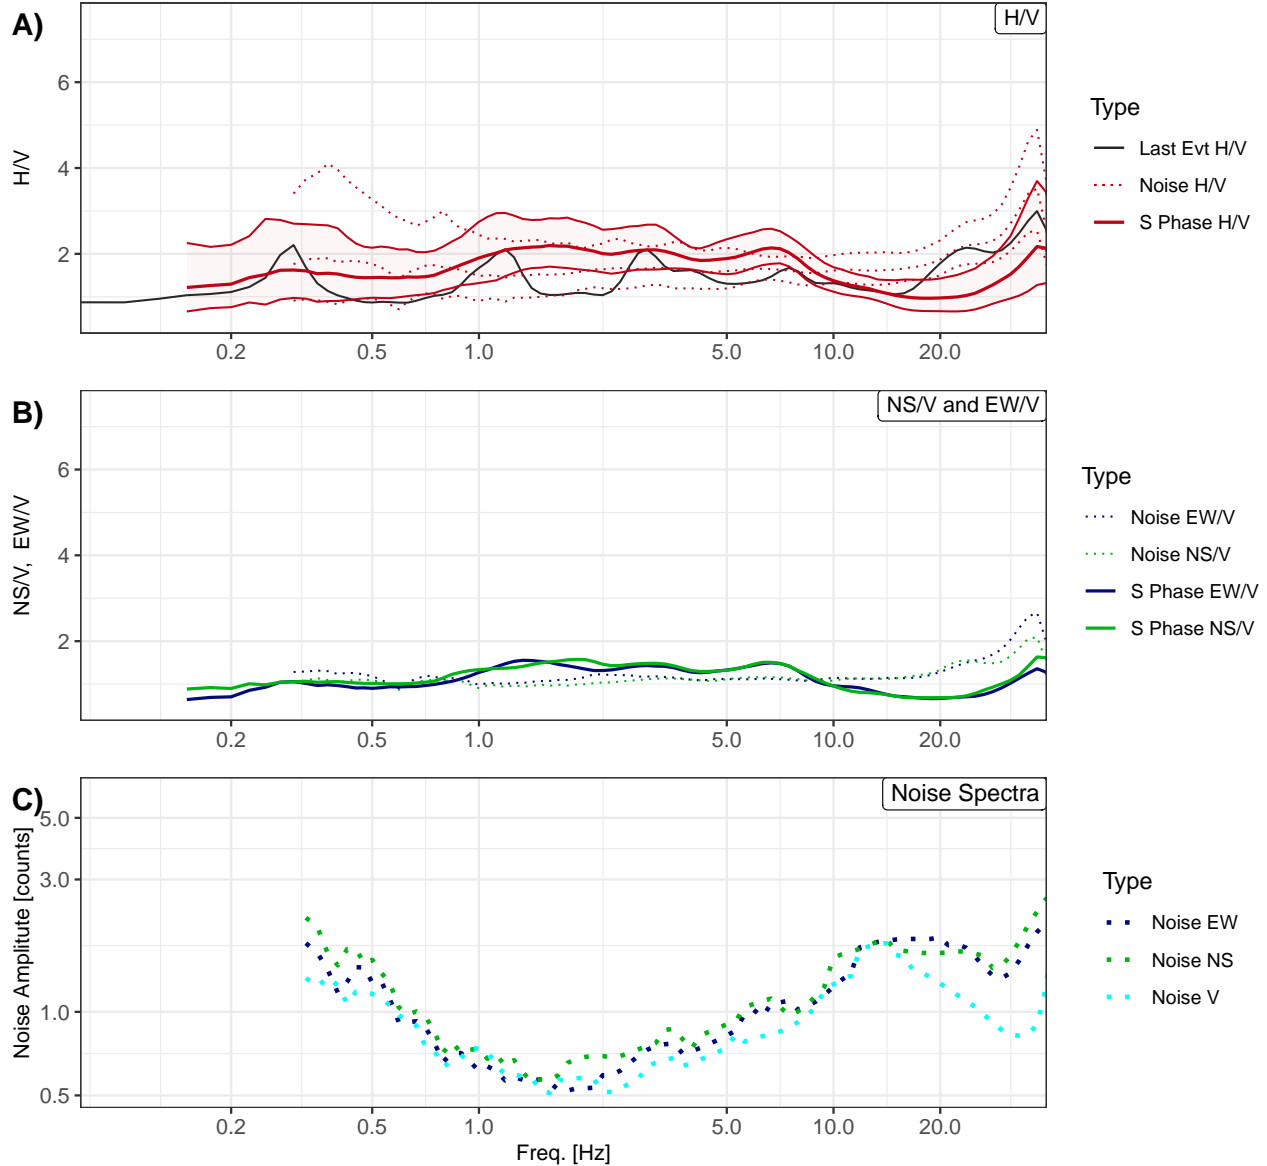 A)
H/V
H/V
6
4
2
0.2 0.5 1.0 5.0 10.0 20.0
Type
Last Evt H/V
Noise H/V
S Phase H/V
B)
NS/V and EW/V
NS/V, EW/V
6
4
2
0.2 0.5 1.0 5.0 10.0 20.0
Type
Noise EW/V
Noise NS/V
S Phase EW/V
S Phase NS/V
C)
Noise Spectra
Noise Amplitute [counts]
5.0
3.0
1.0
0.5
0.2 0.5 1.0 5.0 10.0 20.0
Freq. [Hz]
Type
Noise EW
Noise NS
Noise V